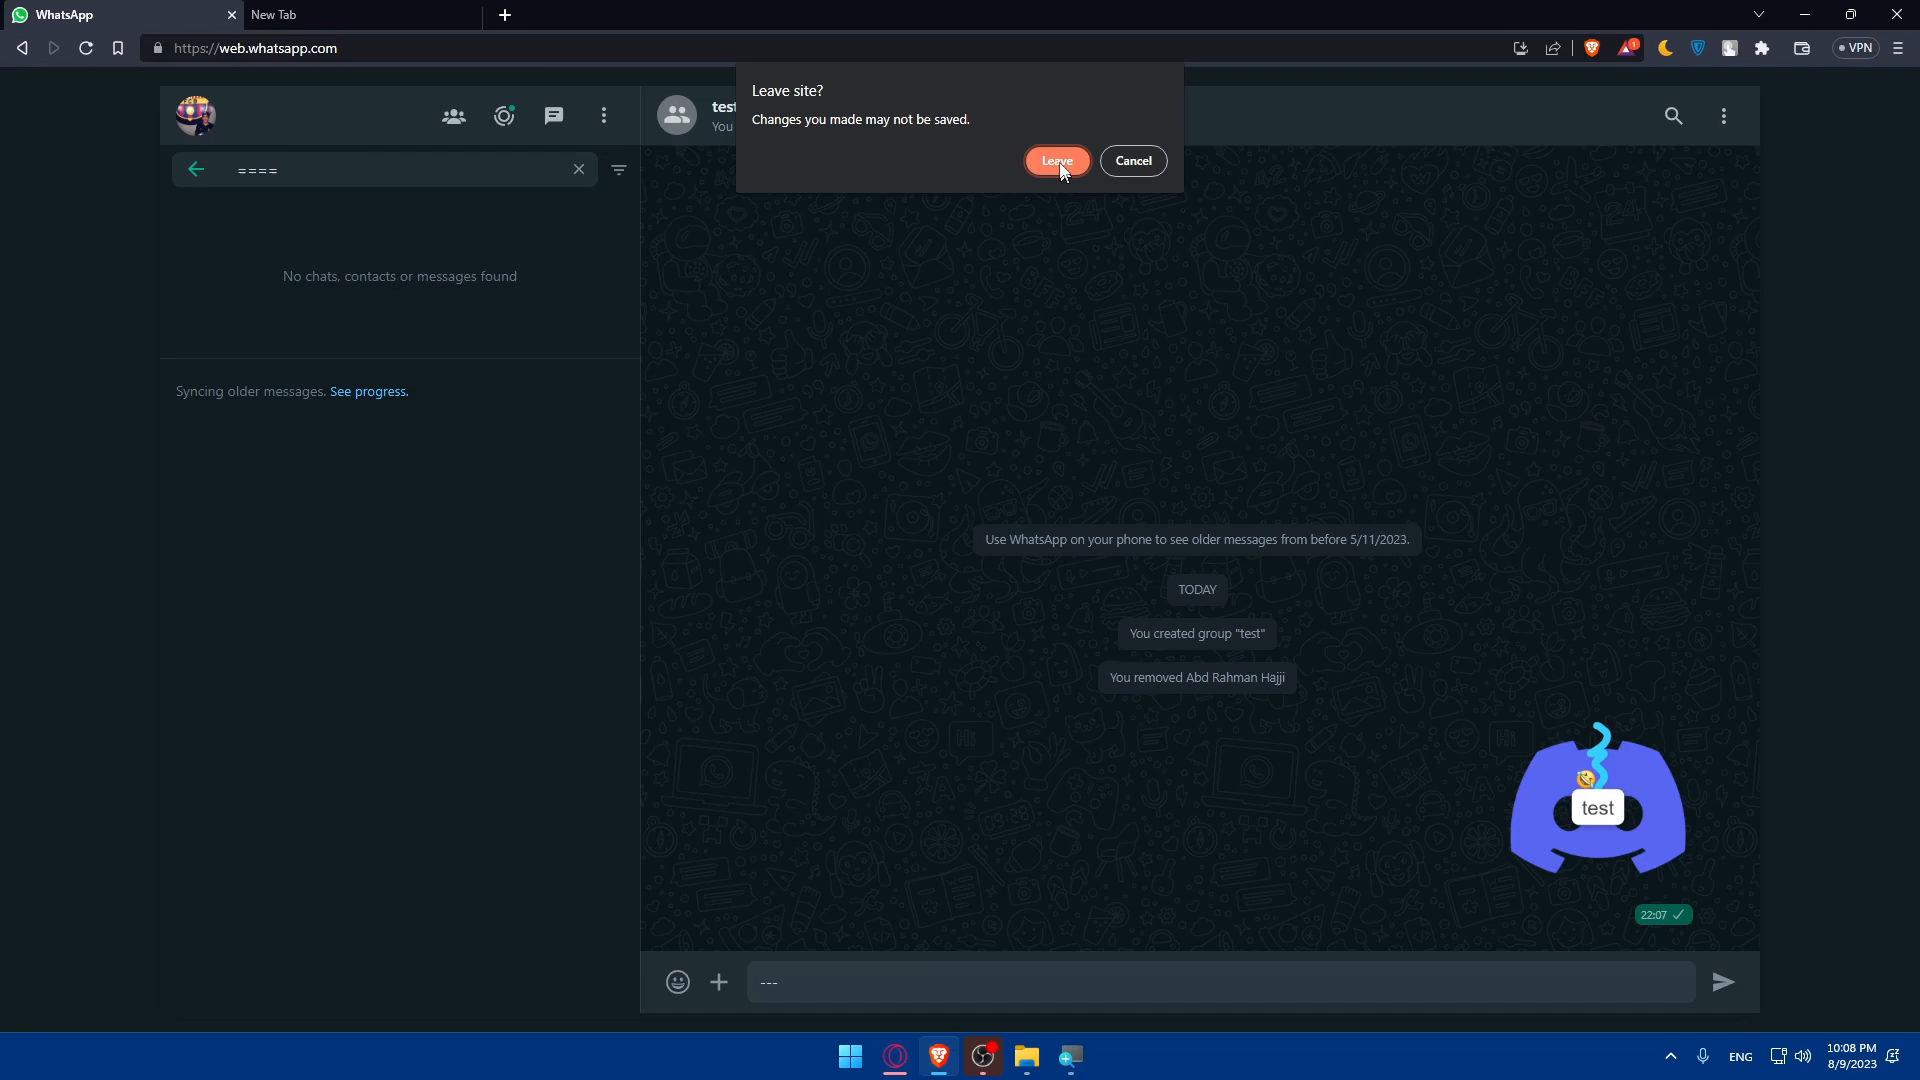 WhatsApp
New Tab
https://web.whatsapp.com
1
VPN
Leave site?
Changes you made may not be saved.
Leave
Cancel
test
You
====
No chats, contacts or messages found
Syncing older messages. See progress.
Use WhatsApp on your phone to see older messages from before 5/11/2023.
TODAY
You created group "test"
You removed Abd Rahman Hajji
test
22:07
---
ENG
10:08 PM
8/9/2023